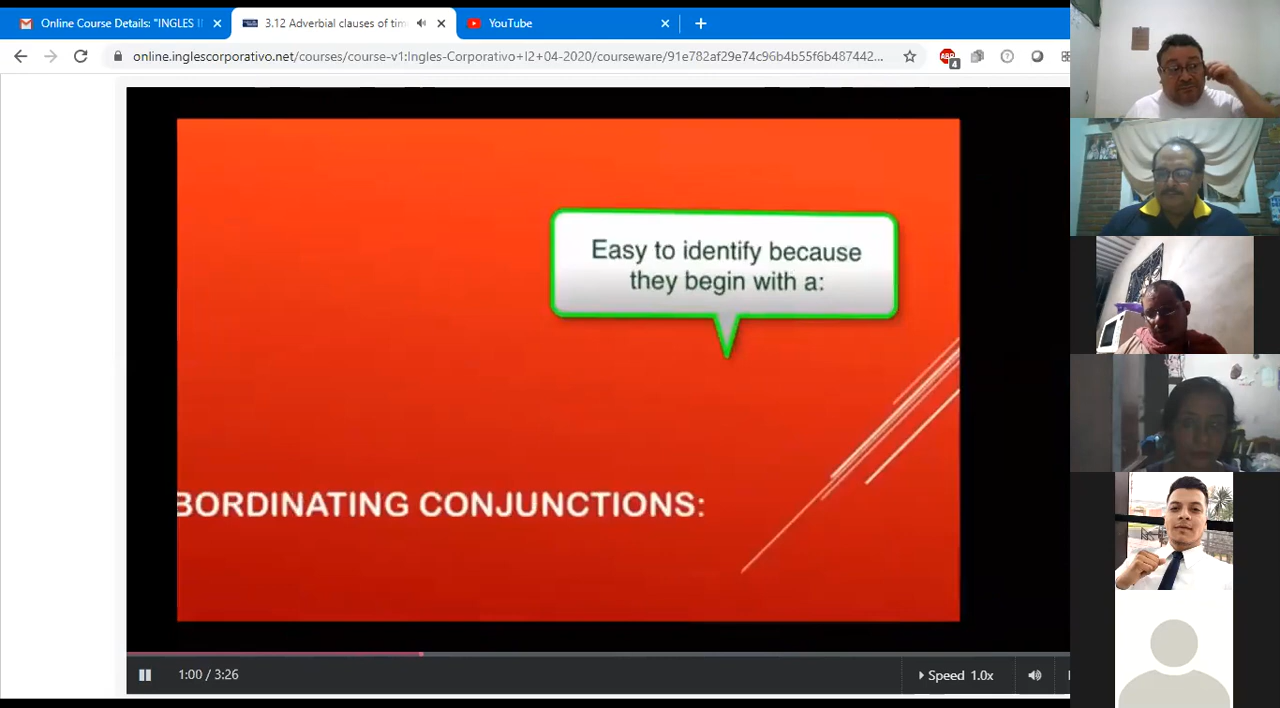 Online Course Details: "INGLES I
3.12 Adverbial clauses of tim
YouTube
online.inglescorporativo.net/courses/course-v1:Ingles-Corporativo+I2+04-2020/courseware/91e782af29e74c96b4b55f6b487442...
4
Easy to identify because
they begin with a:
BORDINATING CONJUNCTIONS:
1:00 / 3:26
Speed 1.0x